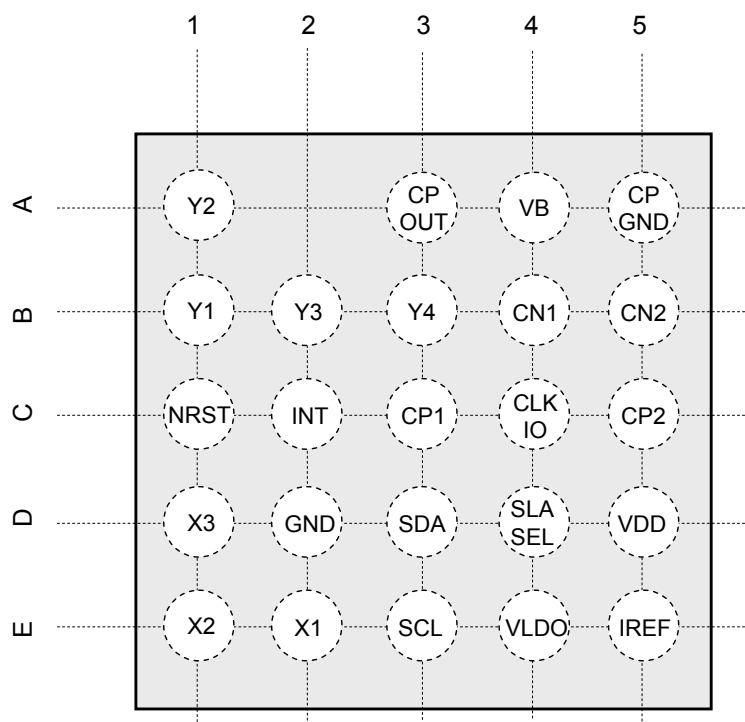 1 2 3 4 5
A Y2 CP OUT VB CP GND
B Y1 Y3 Y4 CN1 CN2
C NRST INT CP1 CLK IO CP2
D X3 GND SDA SLA SEL VDD
E X2 X1 SCL VLDO IREF